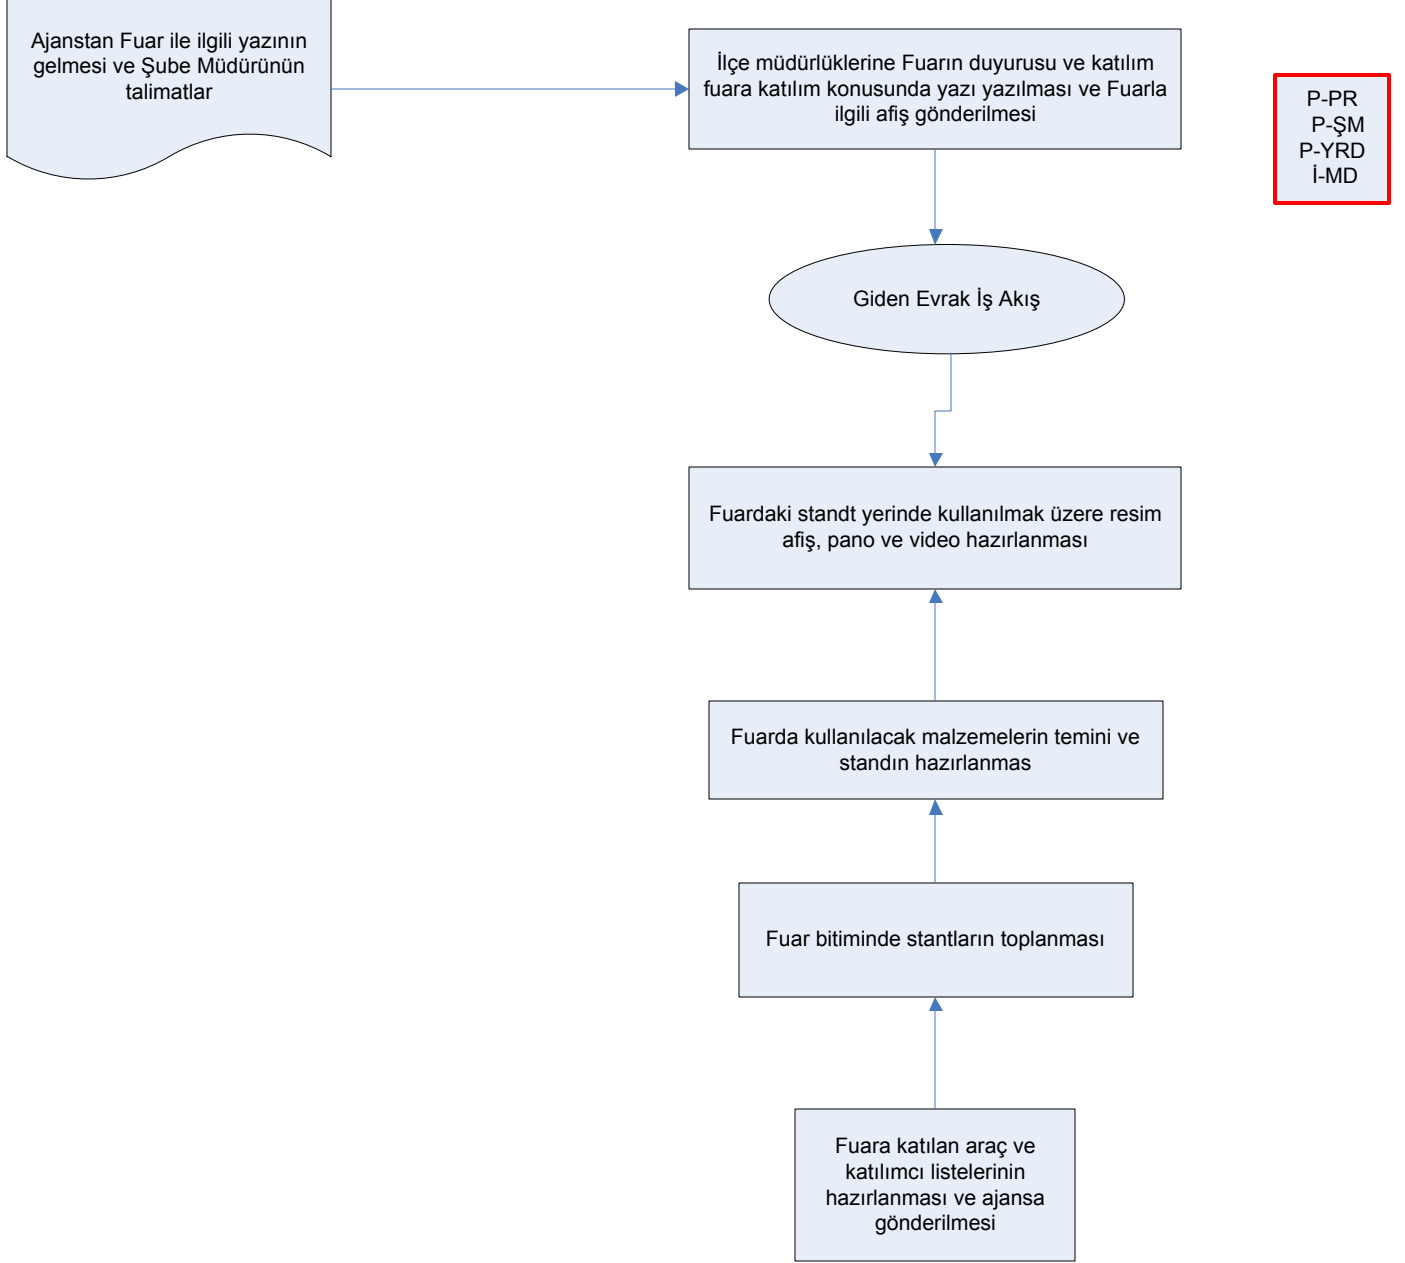 Ajanstan Fuar ile ilgili yazının
gelmesi ve Şube Müdürünün
talimatlar
İlçe müdürlüklerine Fuarın duyurusu ve katılım
fuara katılım konusunda yazı yazılması ve Fuarla
ilgili afiş gönderilmesi
P-PR
P-ŞM
P-YRD
İ-MD
Giden Evrak İş Akış
Fuardaki standt yerinde kullanılmak üzere resim
afiş, pano ve video hazırlanması
Fuarda kullanılacak malzemelerin temini ve
standın hazırlanmas
Fuar bitiminde stantların toplanması
Fuara katılan araç ve
katılımcı listelerinin
hazırlanması ve ajansa
gönderilmesi